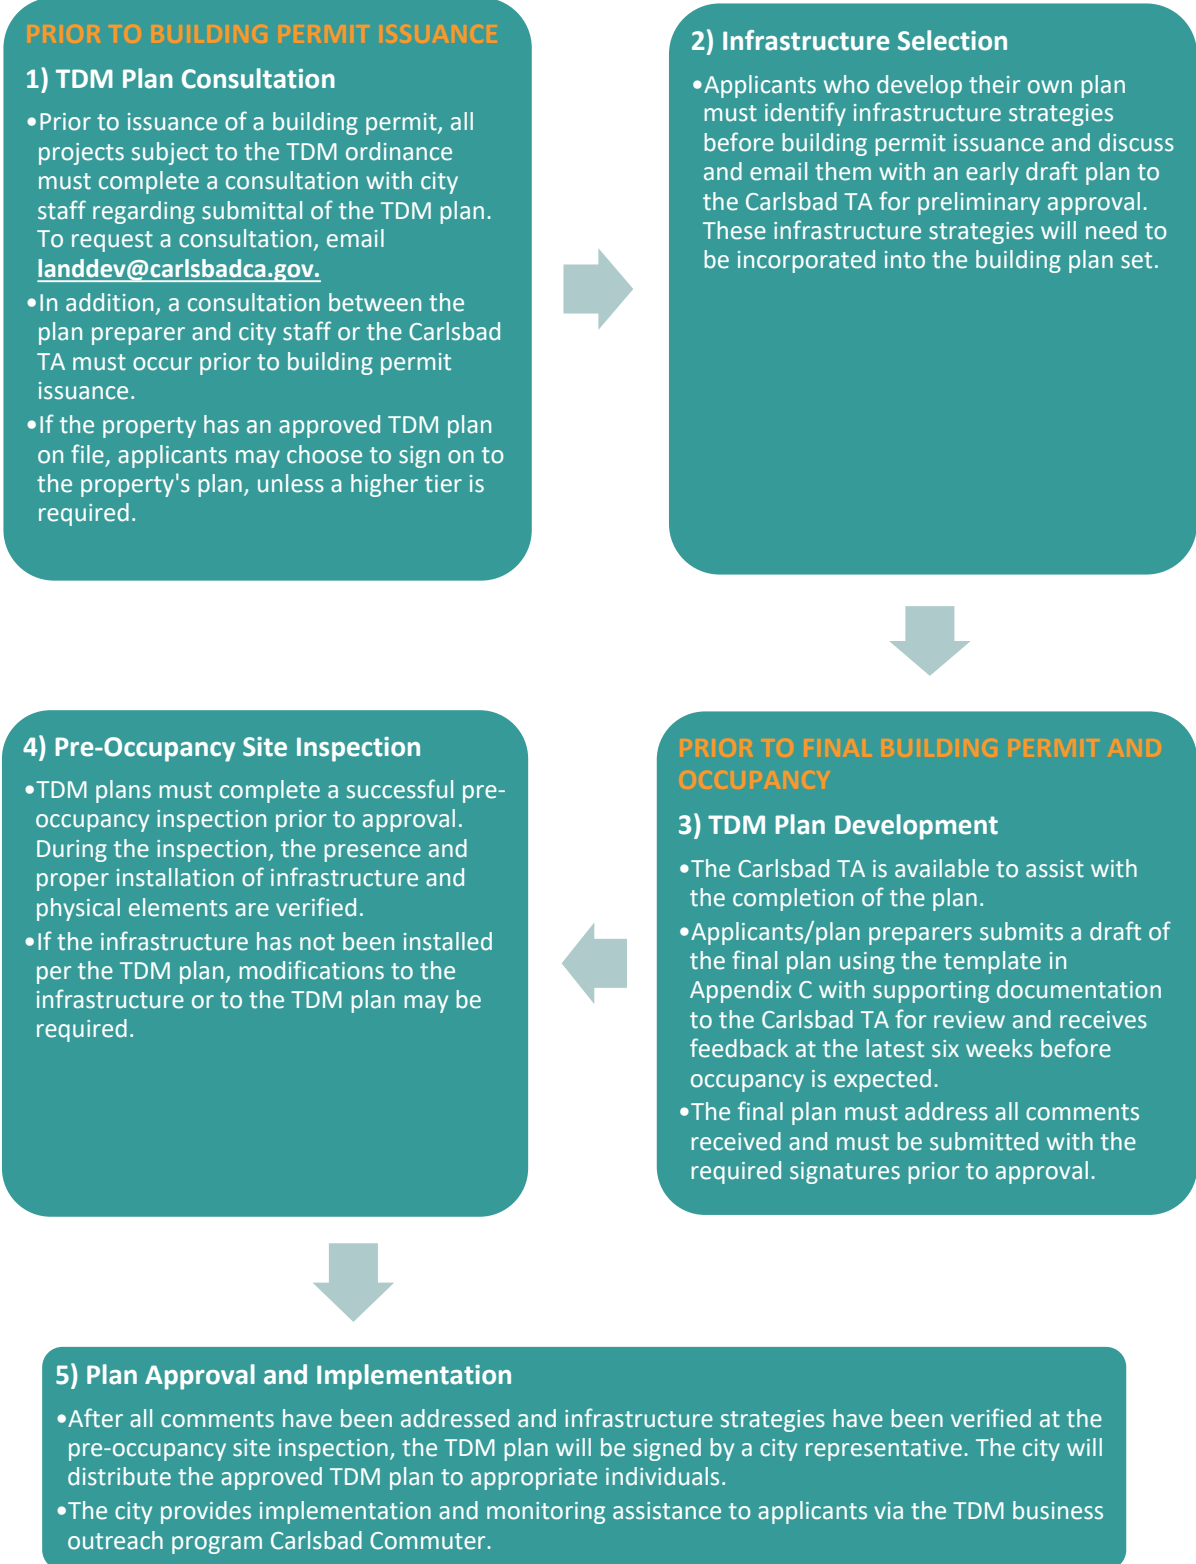 PRIOR TO BUILDING PERMIT ISSUANCE
1) TDM Plan Consultation
•Prior to issuance of a building permit, all
projects subject to the TDM ordinance
must complete a consultation with city
staff regarding submittal of the TDM plan.
To request a consultation, email
landdev@carlsbadca.gov.
•In addition, a consultation between the
plan preparer and city staff or the Carlsbad
TA must occur prior to building permit
issuance.
•If the property has an approved TDM plan
on file, applicants may choose to sign on to
the property's plan, unless a higher tier is
required.
2) Infrastructure Selection
•Applicants who develop their own plan
must identify infrastructure strategies
before building permit issuance and discuss
and email them with an early draft plan to
the Carlsbad TA for preliminary approval.
These infrastructure strategies will need to
be incorporated into the building plan set.
PRIOR TO FINAL BUILDING PERMIT AND
OCCUPANCY
3) TDM Plan Development
•The Carlsbad TA is available to assist with
the completion of the plan.
•Applicants/plan preparers submits a draft of
the final plan using the template in
Appendix C with supporting documentation
to the Carlsbad TA for review and receives
feedback at the latest six weeks before
occupancy is expected.
•The final plan must address all comments
received and must be submitted with the
required signatures prior to approval.
4) Pre-Occupancy Site Inspection
•TDM plans must complete a successful pre-
occupancy inspection prior to approval.
During the inspection, the presence and
proper installation of infrastructure and
physical elements are verified.
•If the infrastructure has not been installed
per the TDM plan, modifications to the
infrastructure or to the TDM plan may be
required.
5) Plan Approval and Implementation
•After all comments have been addressed and infrastructure strategies have been verified at the
pre-occupancy site inspection, the TDM plan will be signed by a city representative. The city will
distribute the approved TDM plan to appropriate individuals.
•The city provides implementation and monitoring assistance to applicants via the TDM business
outreach program Carlsbad Commuter.